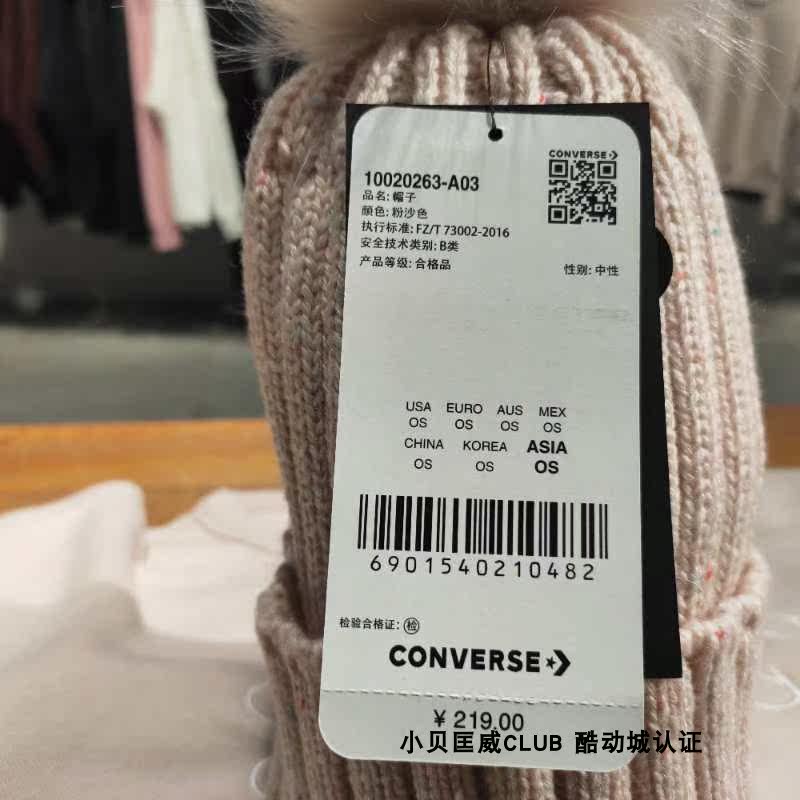 CONVERSE
10020263-A03
品名: 帽子
颜色: 粉沙色
执行标准: FZ/T 73002-2016
安全技术类别: B类
产品等级: 合格品
性别: 中性
USA EURO AUS MEX
OS OS OS OS
CHINA KOREA ASIA
OS OS OS
6901540210482
检验合格证: 检
CONVERSE
¥ 219.00
小贝匡威CLUB 酷动城认证